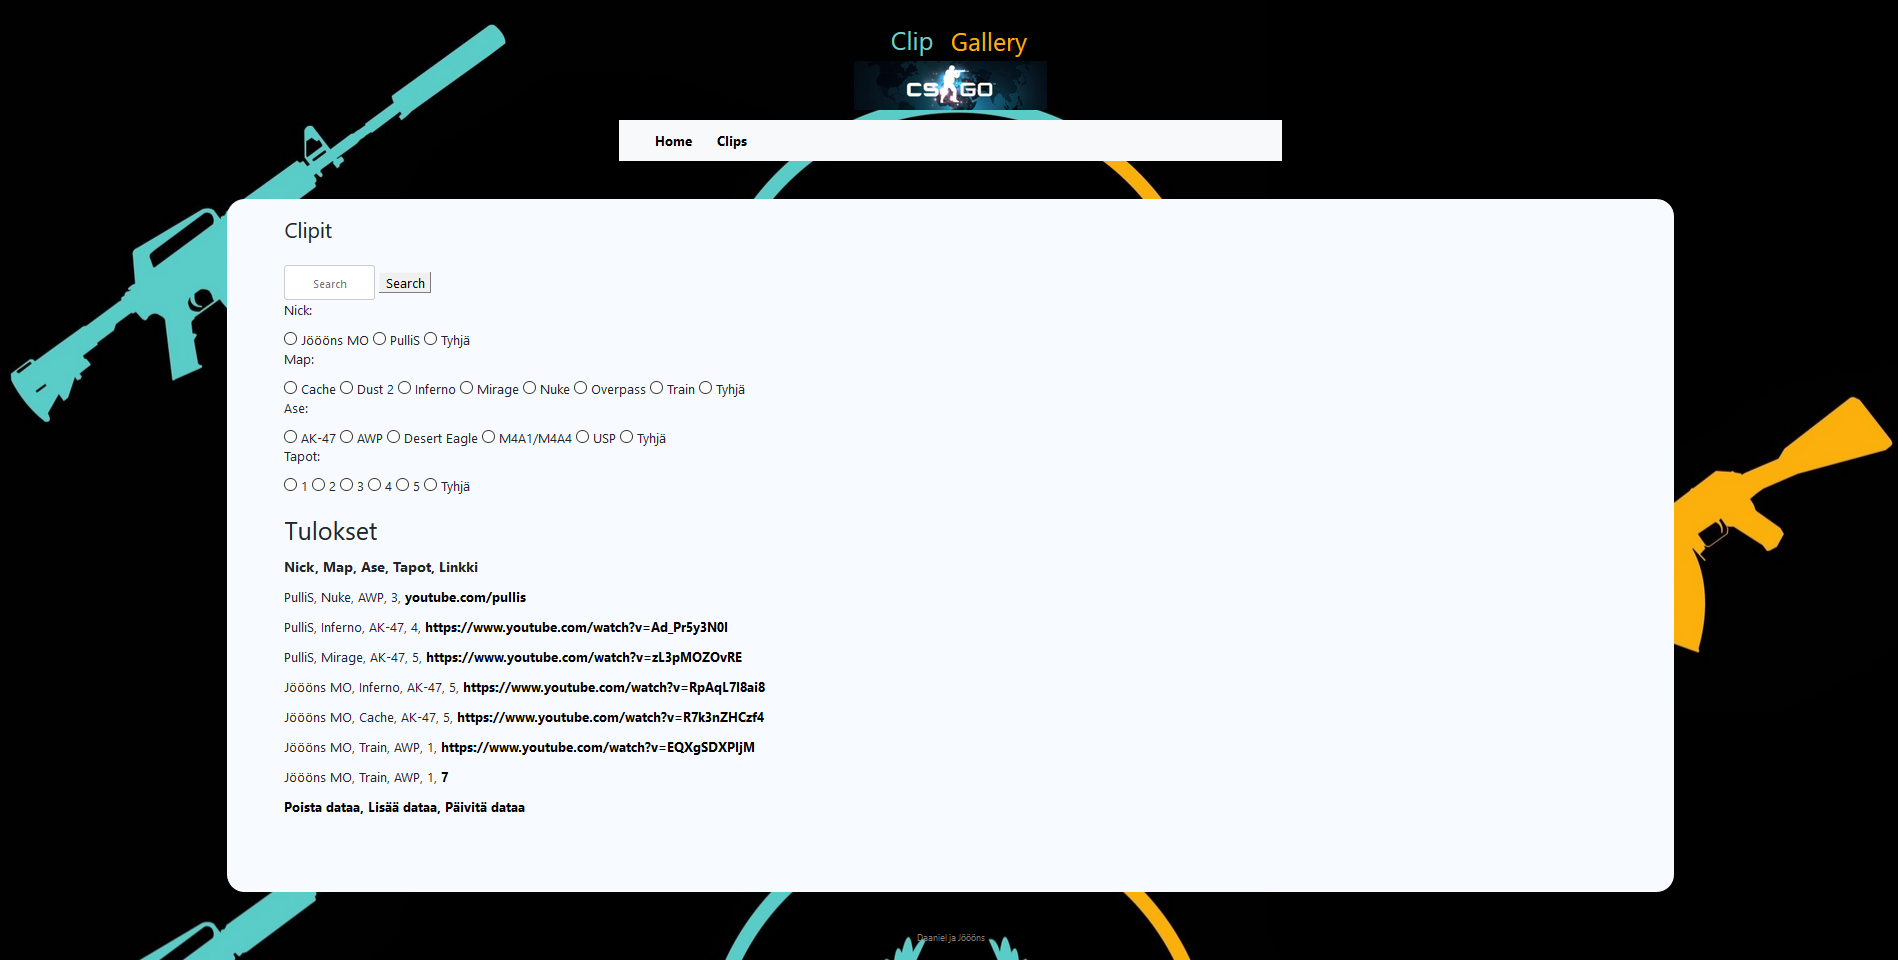 Clip Gallery
CS GO
Home Clips
Clipit
Search Search
Nick:
Jöööns MO PulliS Tyhjä
Map:
Cache Dust 2 Inferno Mirage Nuke Overpass Train Tyhjä
Ase:
AK-47 AWP Desert Eagle M4A1/M4A4 USP Tyhjä
Tapot:
1 2 3 4 5 Tyhjä
Tulokset
Nick, Map, Ase, Tapot, Linkki
PulliS, Nuke, AWP, 3, youtube.com/pullis
PulliS, Inferno, AK-47, 4, https://www.youtube.com/watch?v=Ad_Pr5y3N0I
PulliS, Mirage, AK-47, 5, https://www.youtube.com/watch?v=zL3pMOZOvRE
Jöööns MO, Inferno, AK-47, 5, https://www.youtube.com/watch?v=RpAqL7I8ai8
Jöööns MO, Cache, AK-47, 5, https://www.youtube.com/watch?v=R7k3nZHCzf4
Jöööns MO, Train, AWP, 1, https://www.youtube.com/watch?v=EQXgSDXPIjM
Jöööns MO, Train, AWP, 1, 7
Poista dataa, Lisää dataa, Päivitä dataa
Daaniel ja Jöööns